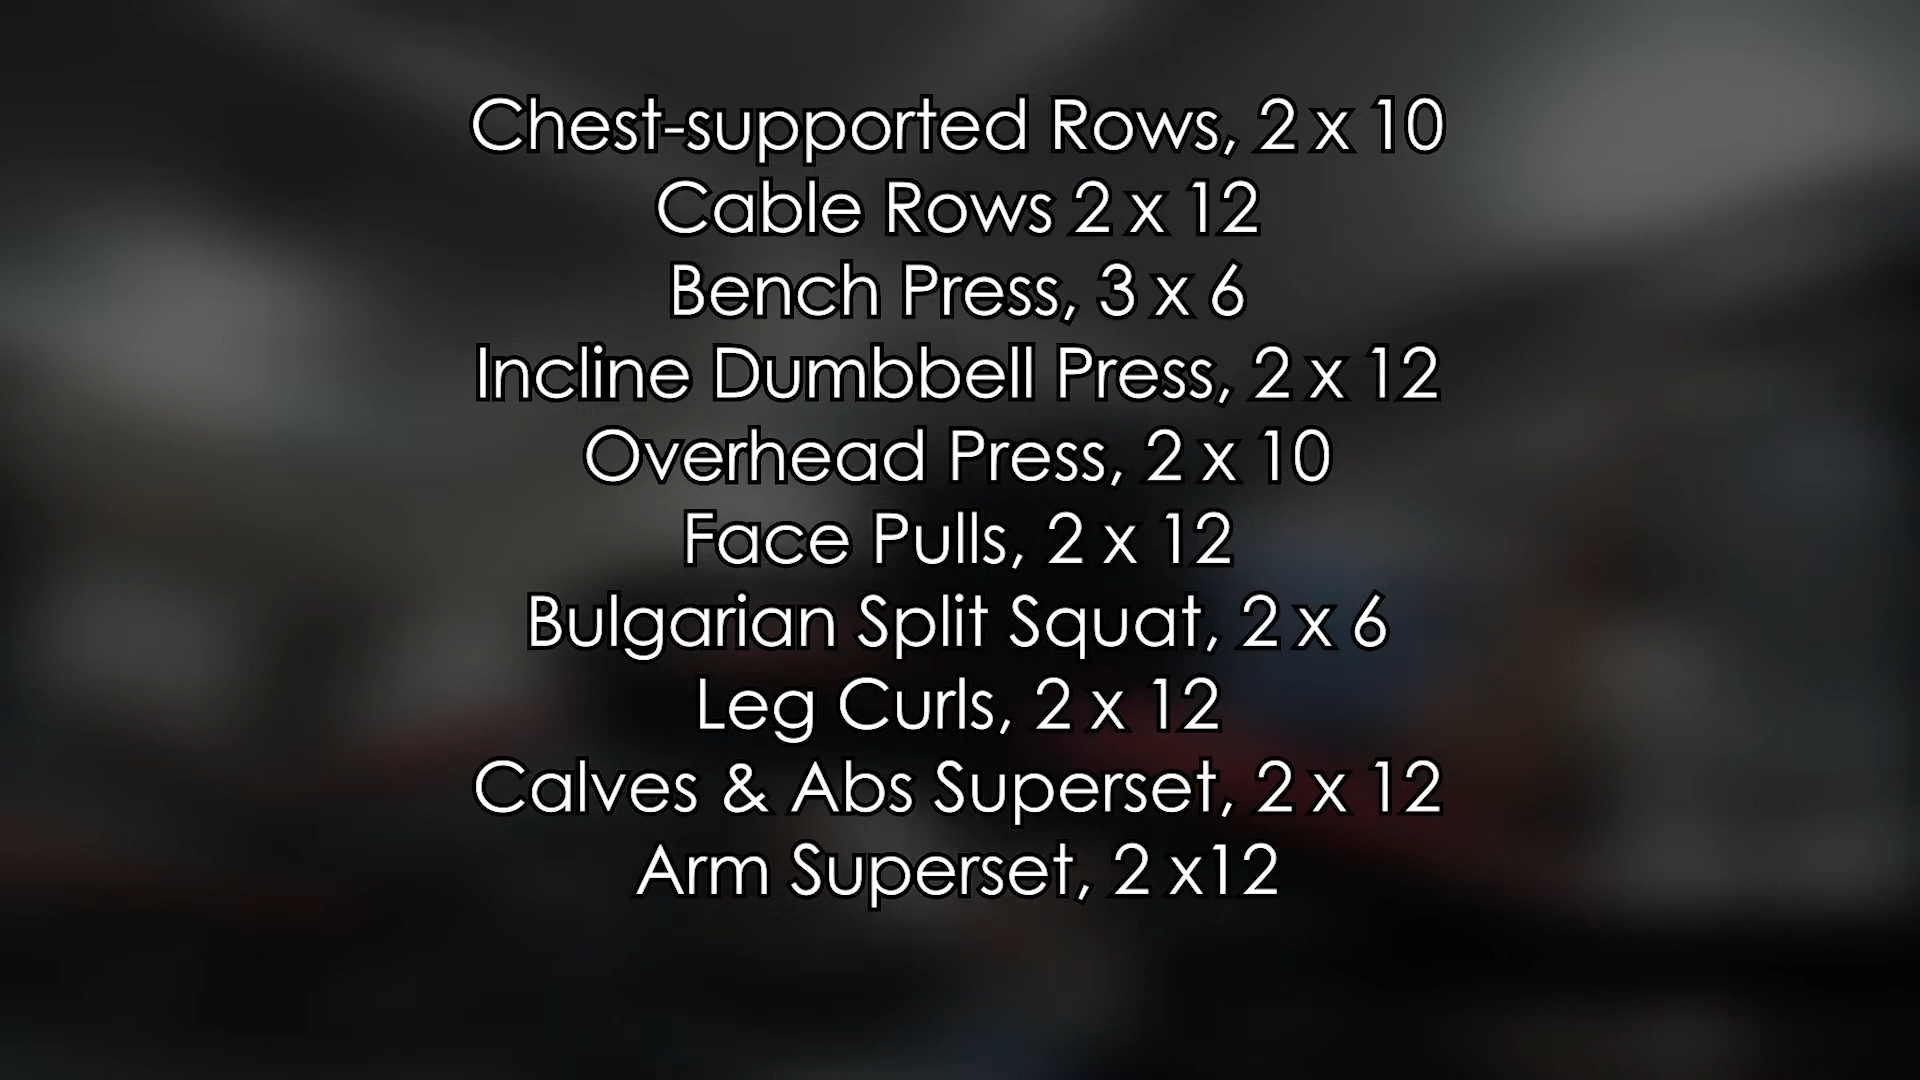 Chest-supported Rows, 2 x 10
Cable Rows 2 x 12
Bench Press, 3 x 6
Incline Dumbbell Press, 2 x 12
Overhead Press, 2 x 10
Face Pulls, 2 x 12
Bulgarian Split Squat, 2 x 6
Leg Curls, 2 x 12
Calves & Abs Superset, 2 x 12
Arm Superset, 2 x12